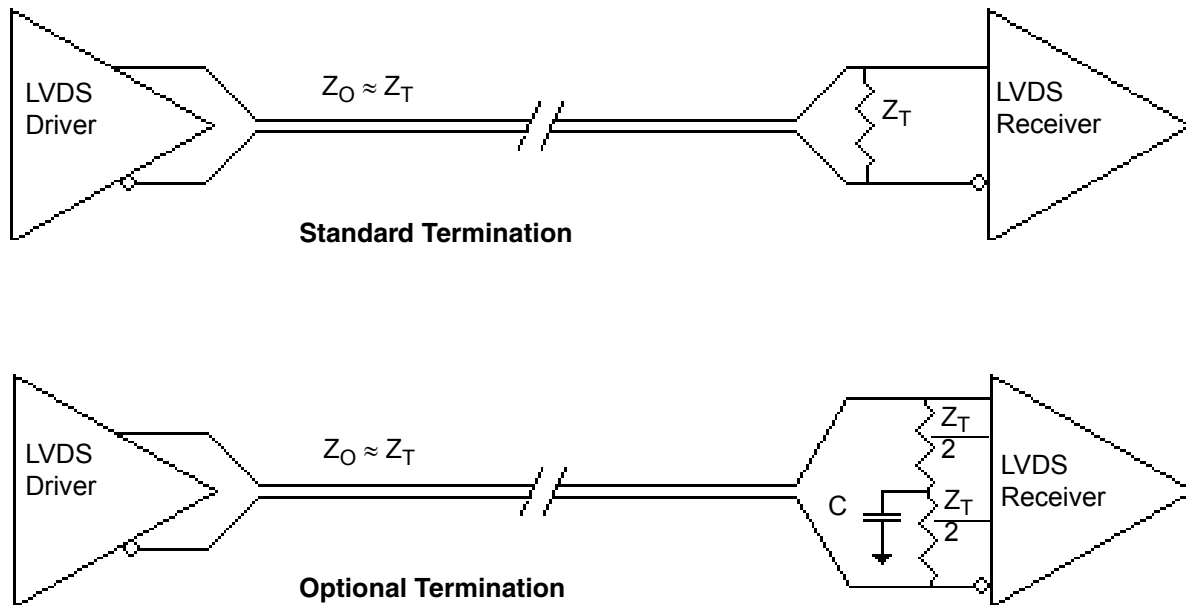 LVDS
Driver
Z_O ≈ Z_T
Z_T
LVDS
Receiver
Standard Termination
LVDS
Driver
Z_O ≈ Z_T
Z_T
2
C
Z_T
2
LVDS
Receiver
Optional Termination